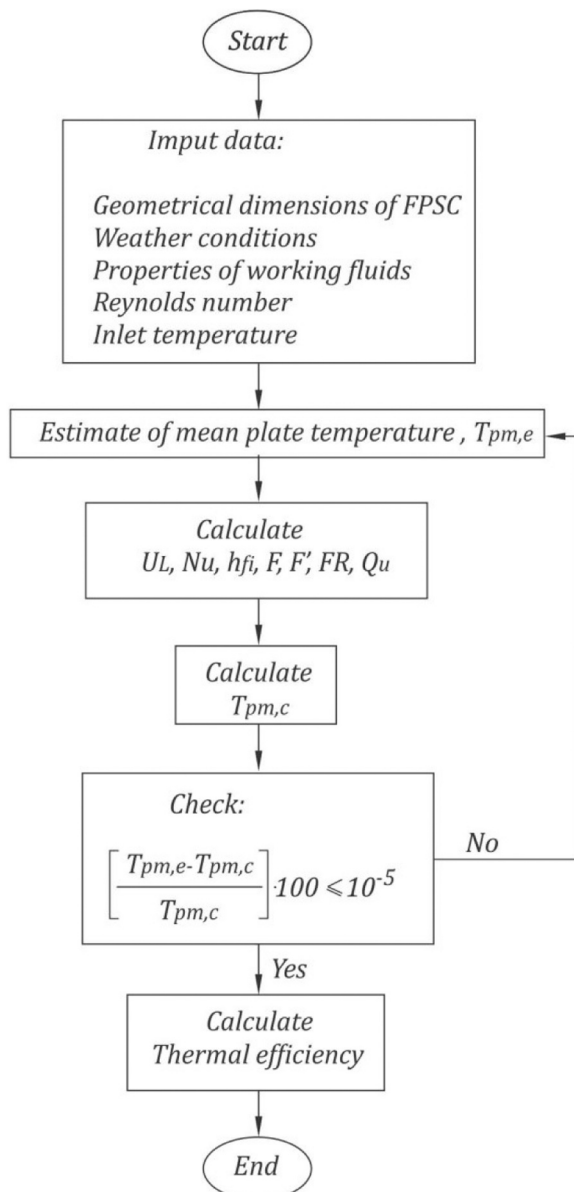 Start
Imput data:
Geometrical dimensions of FPSC
Weather conditions
Properties of working fluids
Reynolds number
Inlet temperature
Estimate of mean plate temperature , Tpm,e
Calculate
UL, Nu, hfi, F, F', FR, Qu
Calculate
Tpm,c
Check:
[Tpm,e-Tpm,c / Tpm,c]·100 ⩽10⁻⁵
No
Yes
Calculate
Thermal efficiency
End